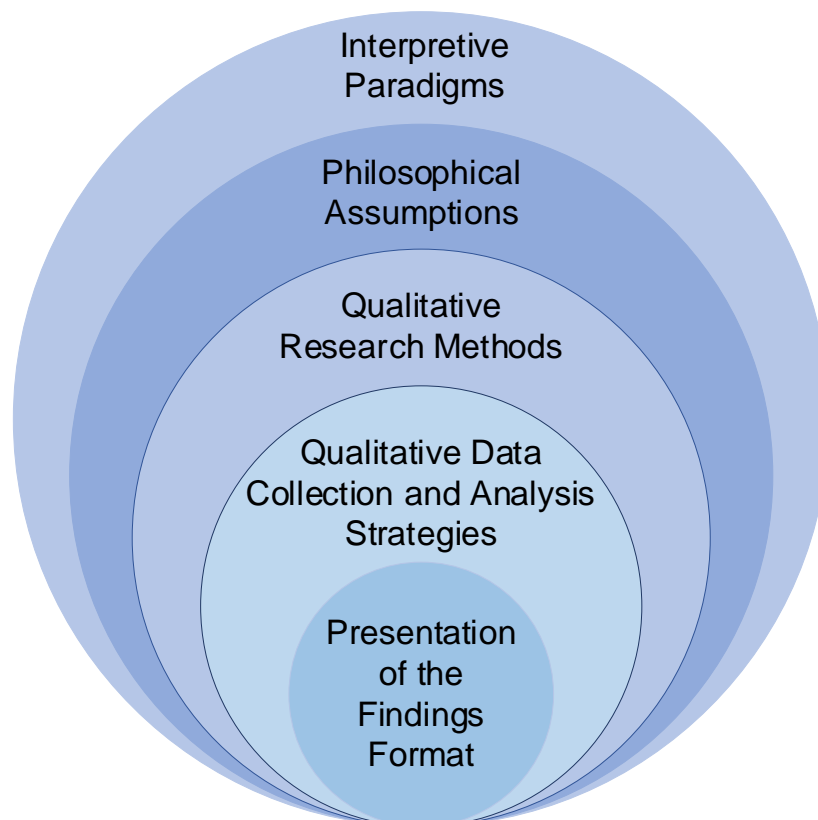 Interpretive
Paradigms
Philosophical
Assumptions
Qualitative
Research Methods
Qualitative Data
Collection and Analysis
Strategies
Presentation
of the
Findings
Format